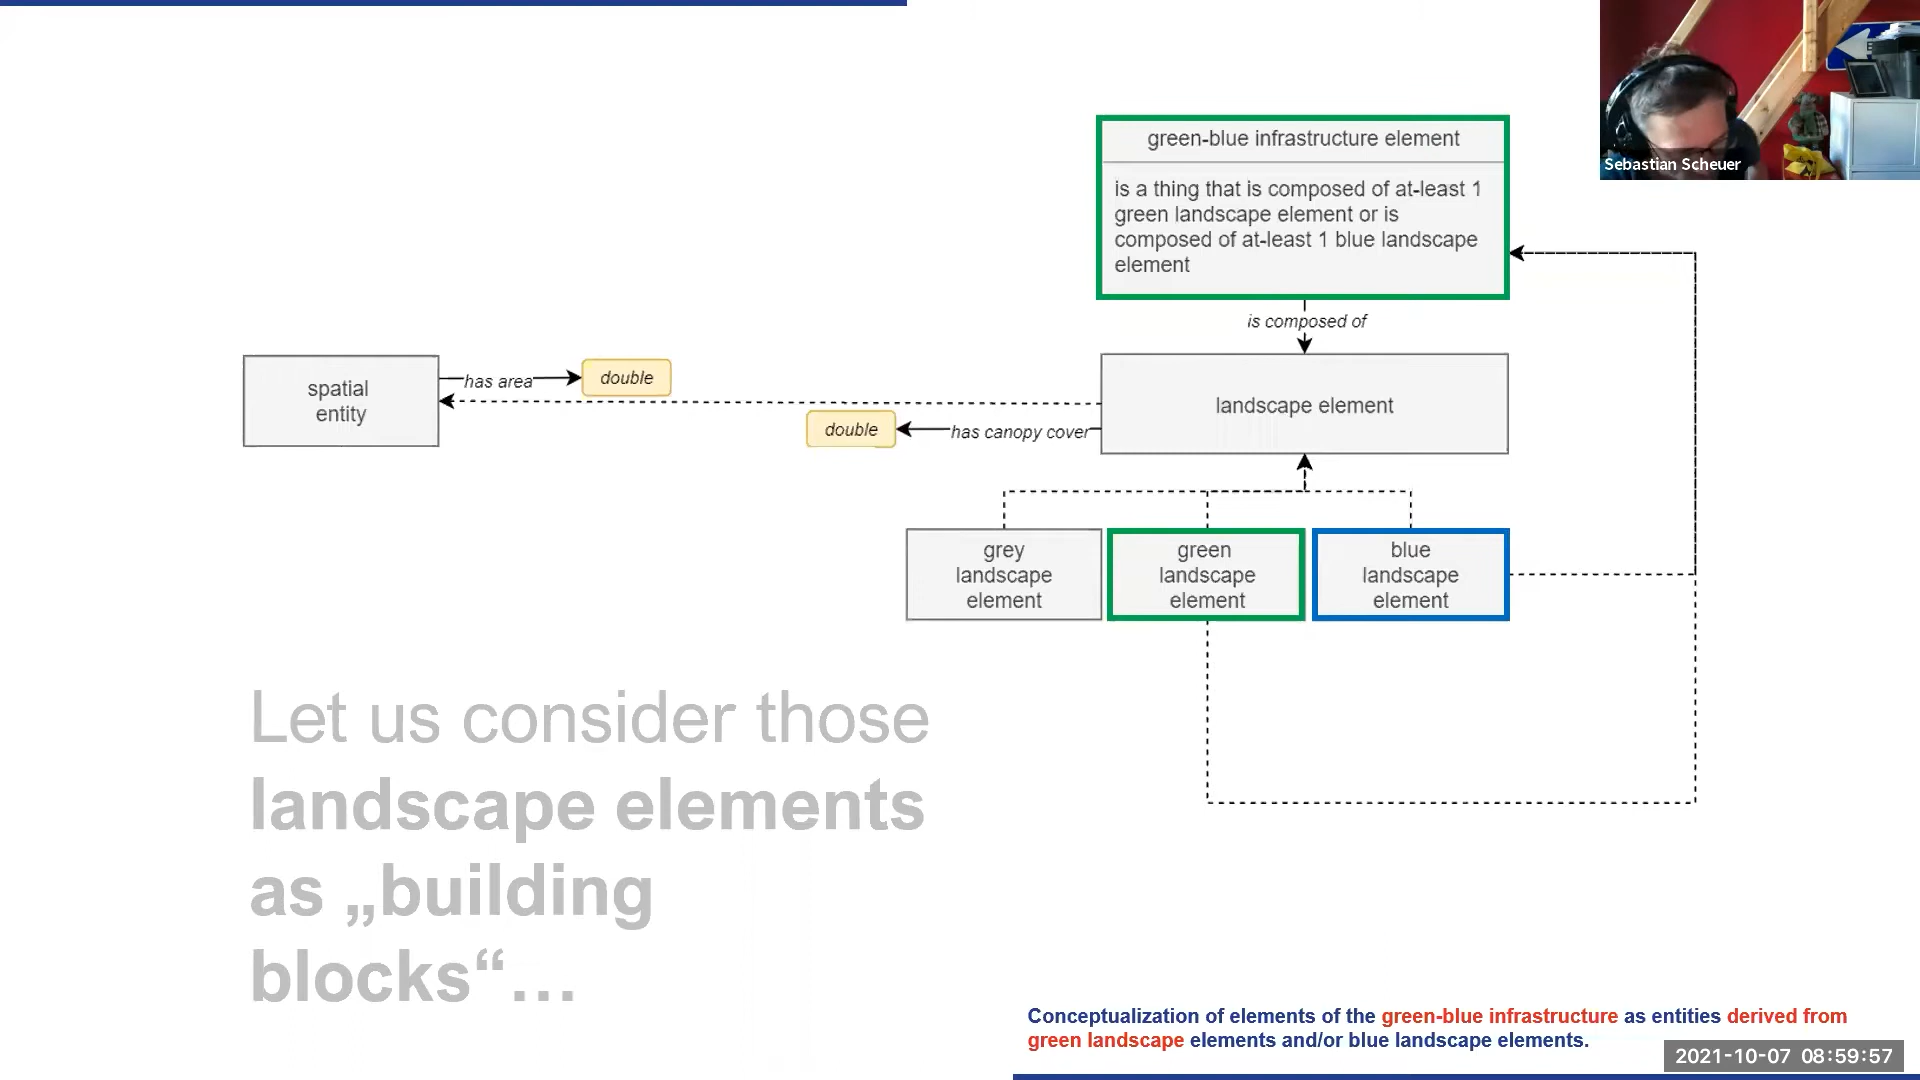 Sebastian Scheuer
green-blue infrastructure element
is a thing that is composed of at-least 1
green landscape element or is
composed of at-least 1 blue landscape
element
is composed of
spatial
entity
has area
double
landscape element
double
has canopy cover
grey
landscape
element
green
landscape
element
blue
landscape
element
Let us consider those
landscape elements
as „building
blocks“…
Conceptualization of elements of the green-blue infrastructure as entities derived from
green landscape elements and/or blue landscape elements.
2021-10-07 08:59:57